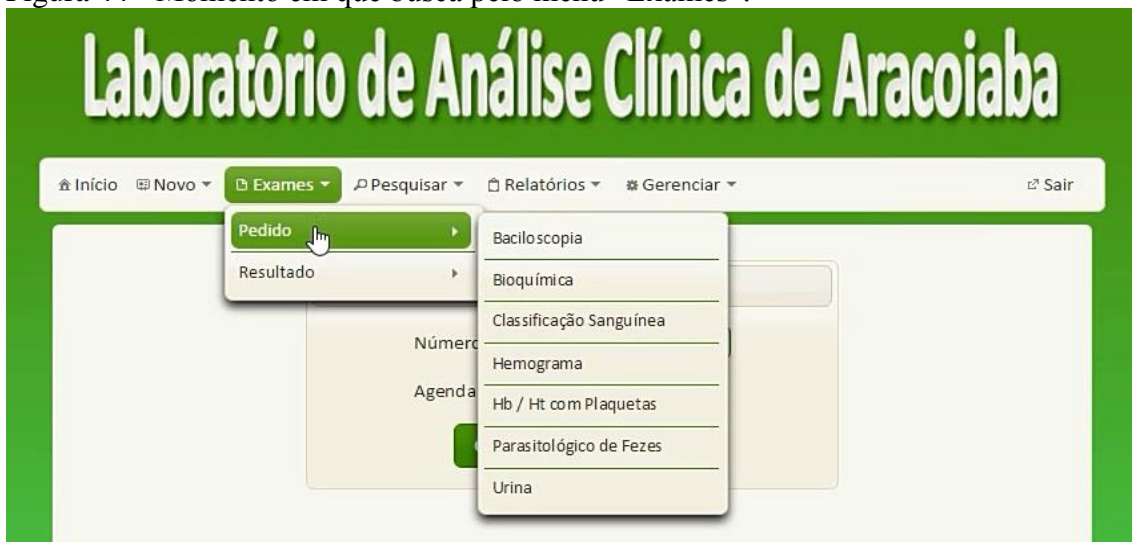 Laboratório de Análise Clínica de Aracoiaba
Início Novo Exames Pesquisar Relatórios Gerenciar Sair
Pedido
Resultado
Baciloscopia
Bioquímica
Classificação Sanguínea
Hemograma
Hb / Ht com Plaquetas
Parasitológico de Fezes
Urina
Número
Agenda